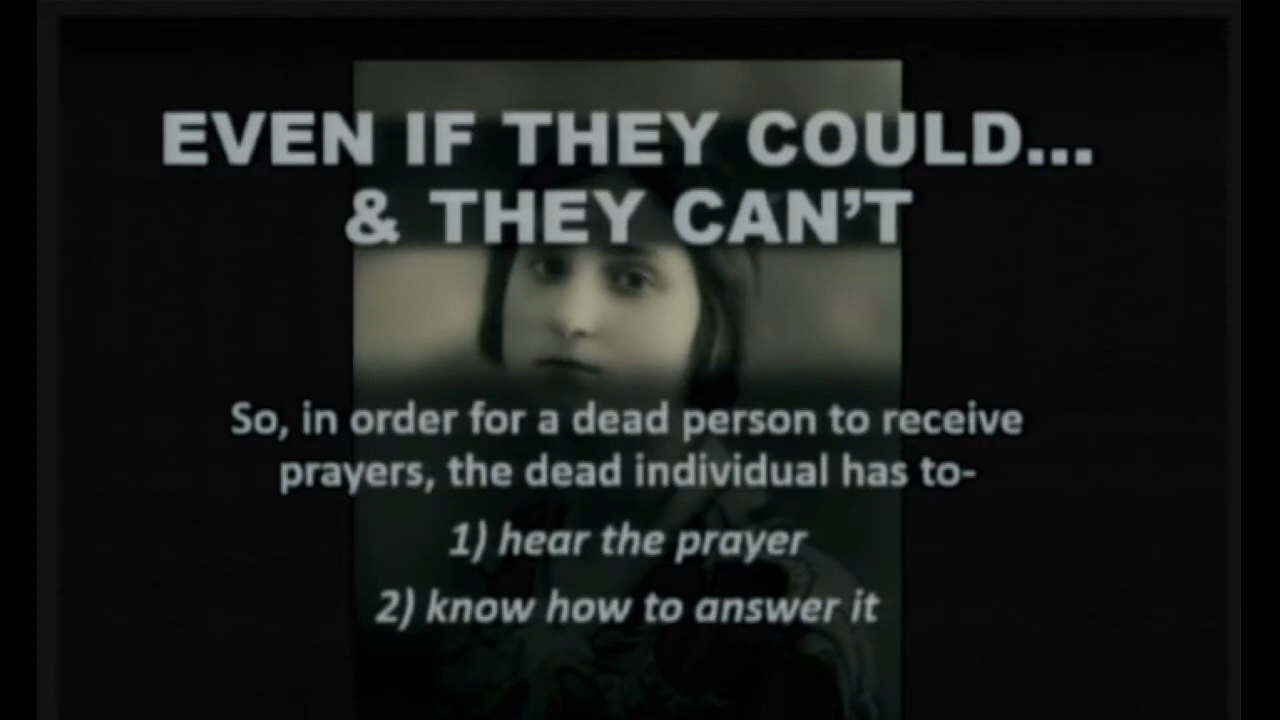 EVEN IF THEY COULD...
& THEY CAN'T
So, in order for a dead person to receive
prayers, the dead individual has to-
1) hear the prayer
2) know how to answer it